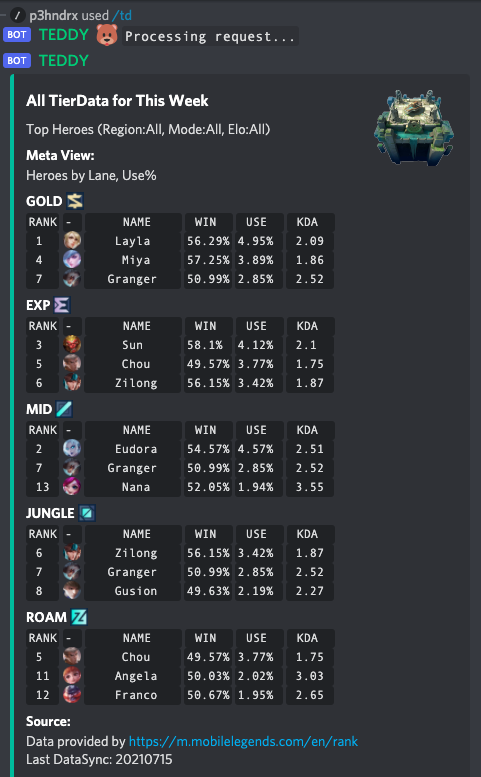 / p3hndrx used /td
BOT TEDDY Processing request...
BOT TEDDY
All TierData for This Week
Top Heroes (Region:All, Mode:All, Elo:All)
Meta View:
Heroes by Lane, Use%
GOLD
RANK - NAME WIN USE KDA
1 Layla 56.29% 4.95% 2.09
4 Miya 57.25% 3.89% 1.86
7 Granger 50.99% 2.85% 2.52
EXP
RANK - NAME WIN USE KDA
3 Sun 58.1% 4.12% 2.1
5 Chou 49.57% 3.77% 1.75
6 Zilong 56.15% 3.42% 1.87
MID
RANK - NAME WIN USE KDA
2 Eudora 54.57% 4.57% 2.51
7 Granger 50.99% 2.85% 2.52
13 Nana 52.05% 1.94% 3.55
JUNGLE
RANK - NAME WIN USE KDA
6 Zilong 56.15% 3.42% 1.87
7 Granger 50.99% 2.85% 2.52
8 Gusion 49.63% 2.19% 2.27
ROAM
RANK - NAME WIN USE KDA
5 Chou 49.57% 3.77% 1.75
11 Angela 50.03% 2.02% 3.03
12 Franco 50.67% 1.95% 2.65
Source:
Data provided by https://m.mobilelegends.com/en/rank
Last DataSync: 20210715